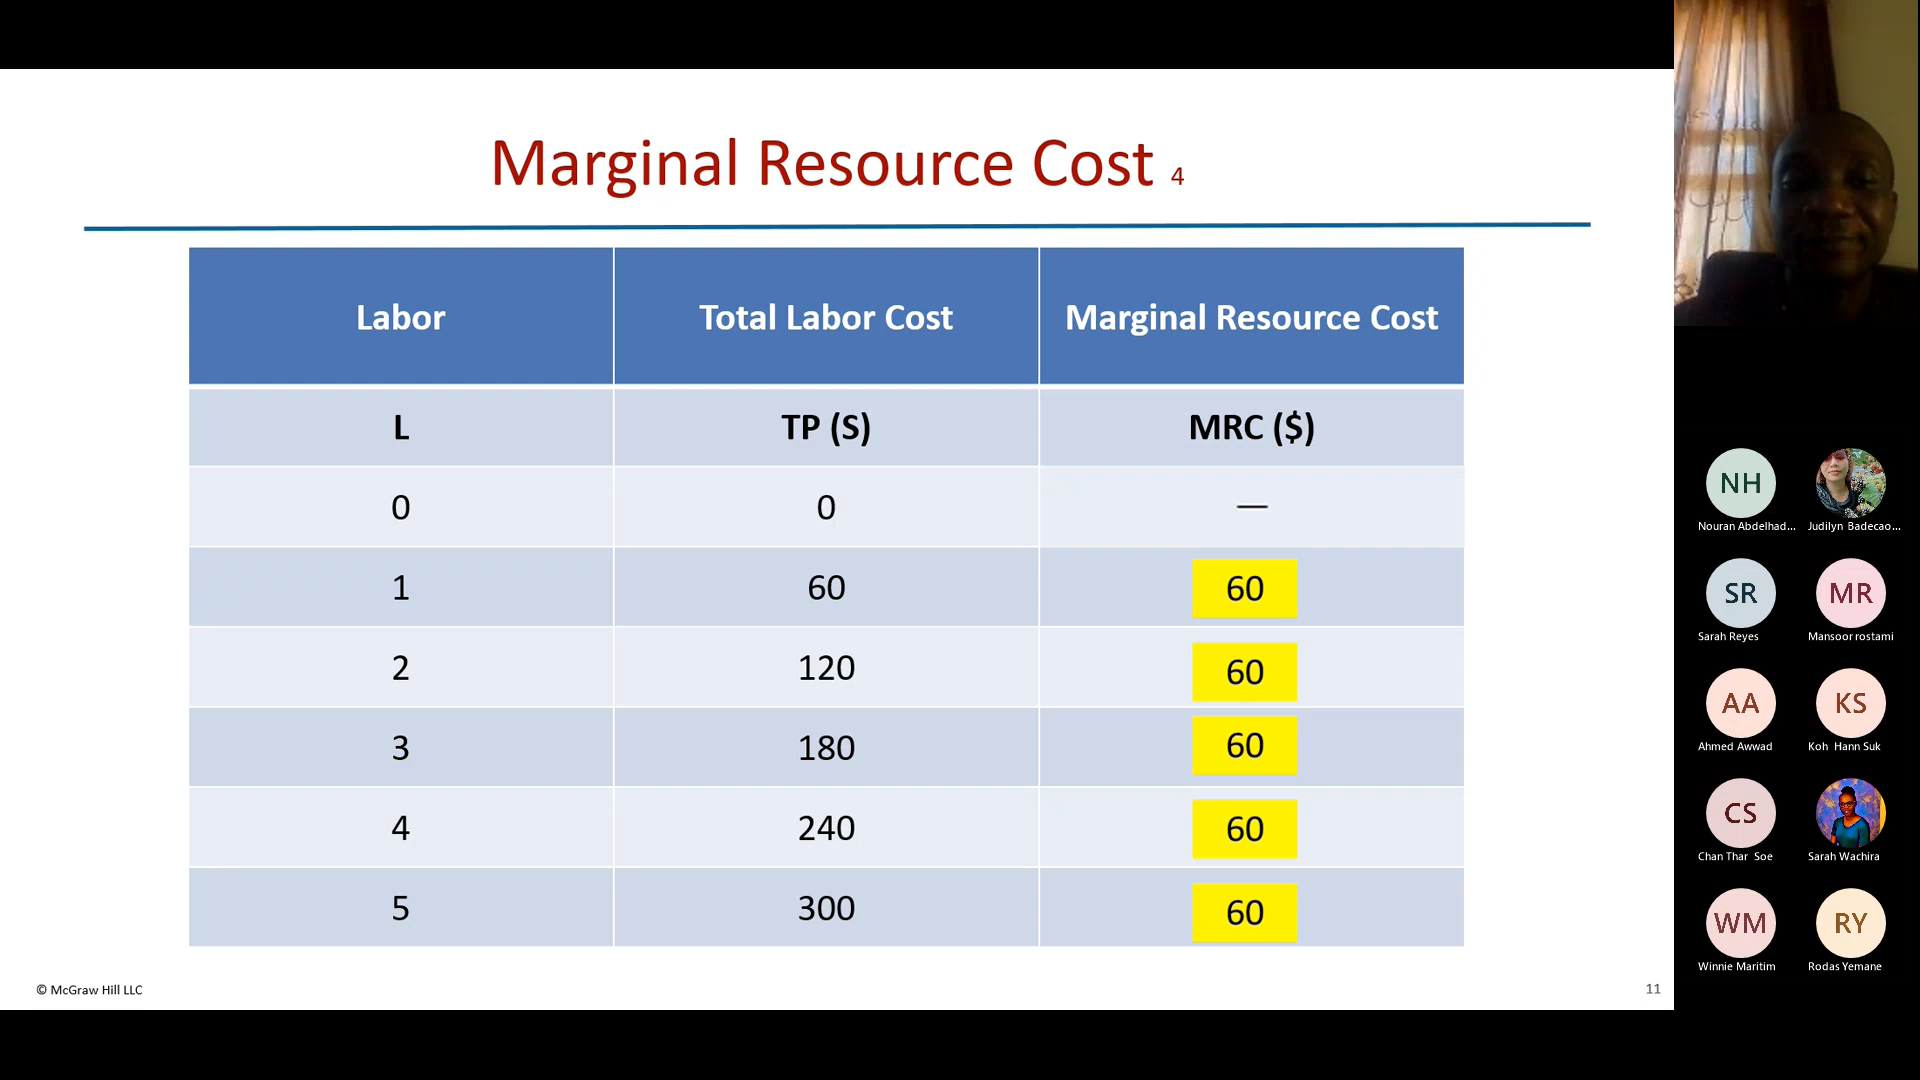 Marginal Resource Cost 4
Labor Total Labor Cost Marginal Resource Cost
L TP (S) MRC ($)
0 0 —
1 60 60
2 120 60
3 180 60
4 240 60
5 300 60
© McGraw Hill LLC
11
NH
Nouran Abdelhad...
Judilyn Badecao...
SR MR
Sarah Reyes Mansoor rostami
AA KS
Ahmed Awwad Koh Hann Suk
CS
Chan Thar Soe Sarah Wachira
WM RY
Winnie Maritim Rodas Yemane